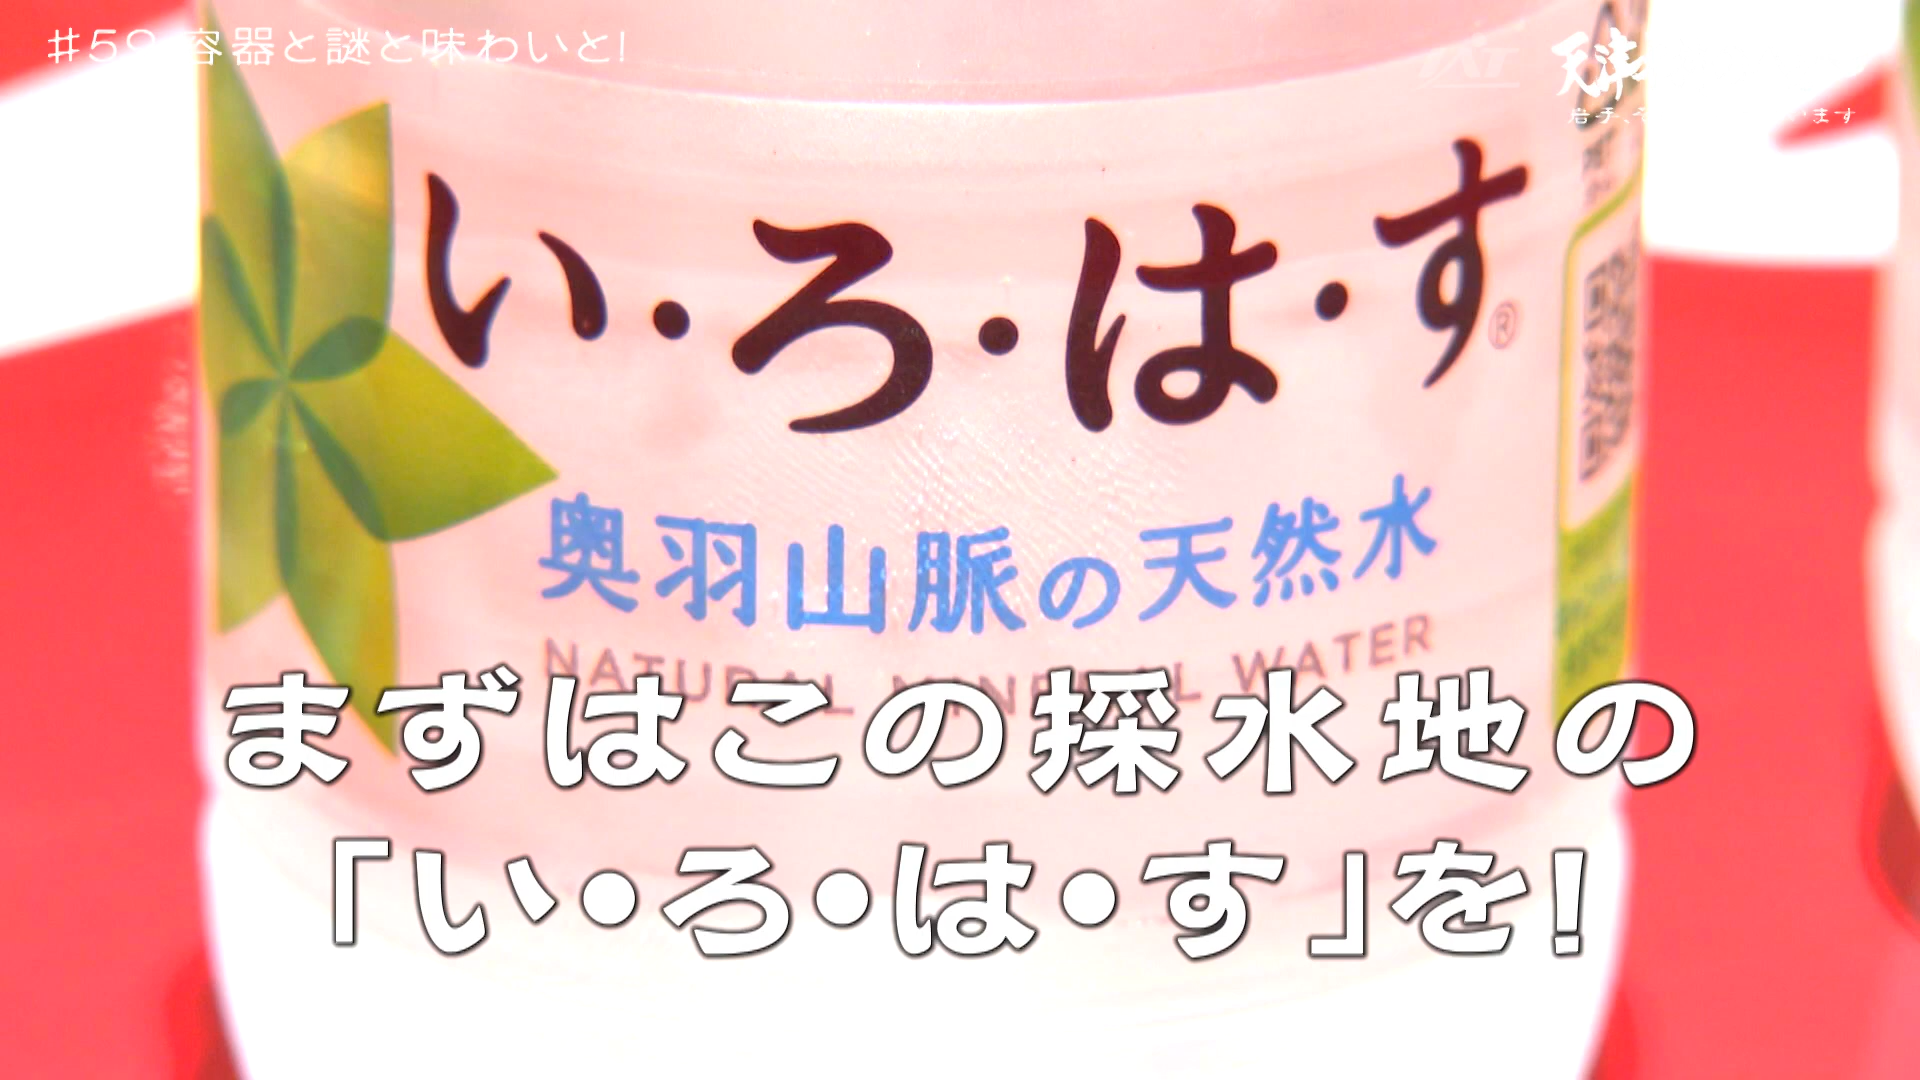 #59 容器と謎と味わいと!
天津
い・ろ・は・す®
奥羽山脈の天然水
NATURAL MINERAL WATER
まずはこの採水地の
「い・ろ・は・す」を!